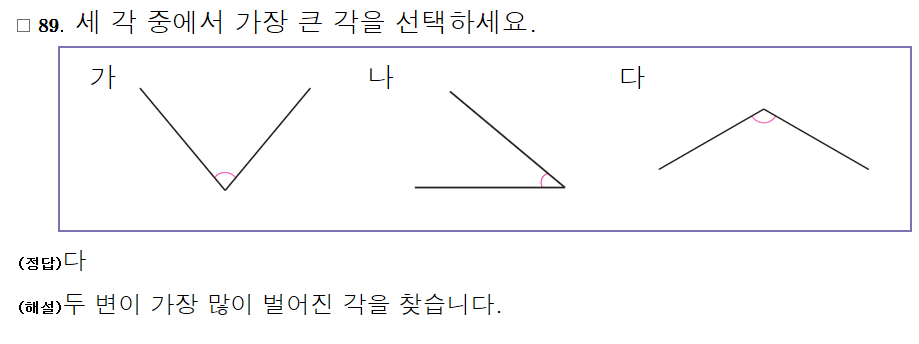 □ 89. 세 각 중에서 가장 큰 각을 선택하세요.
가 나 다
(정답)다
(해설)두 변이 가장 많이 벌어진 각을 찾습니다.